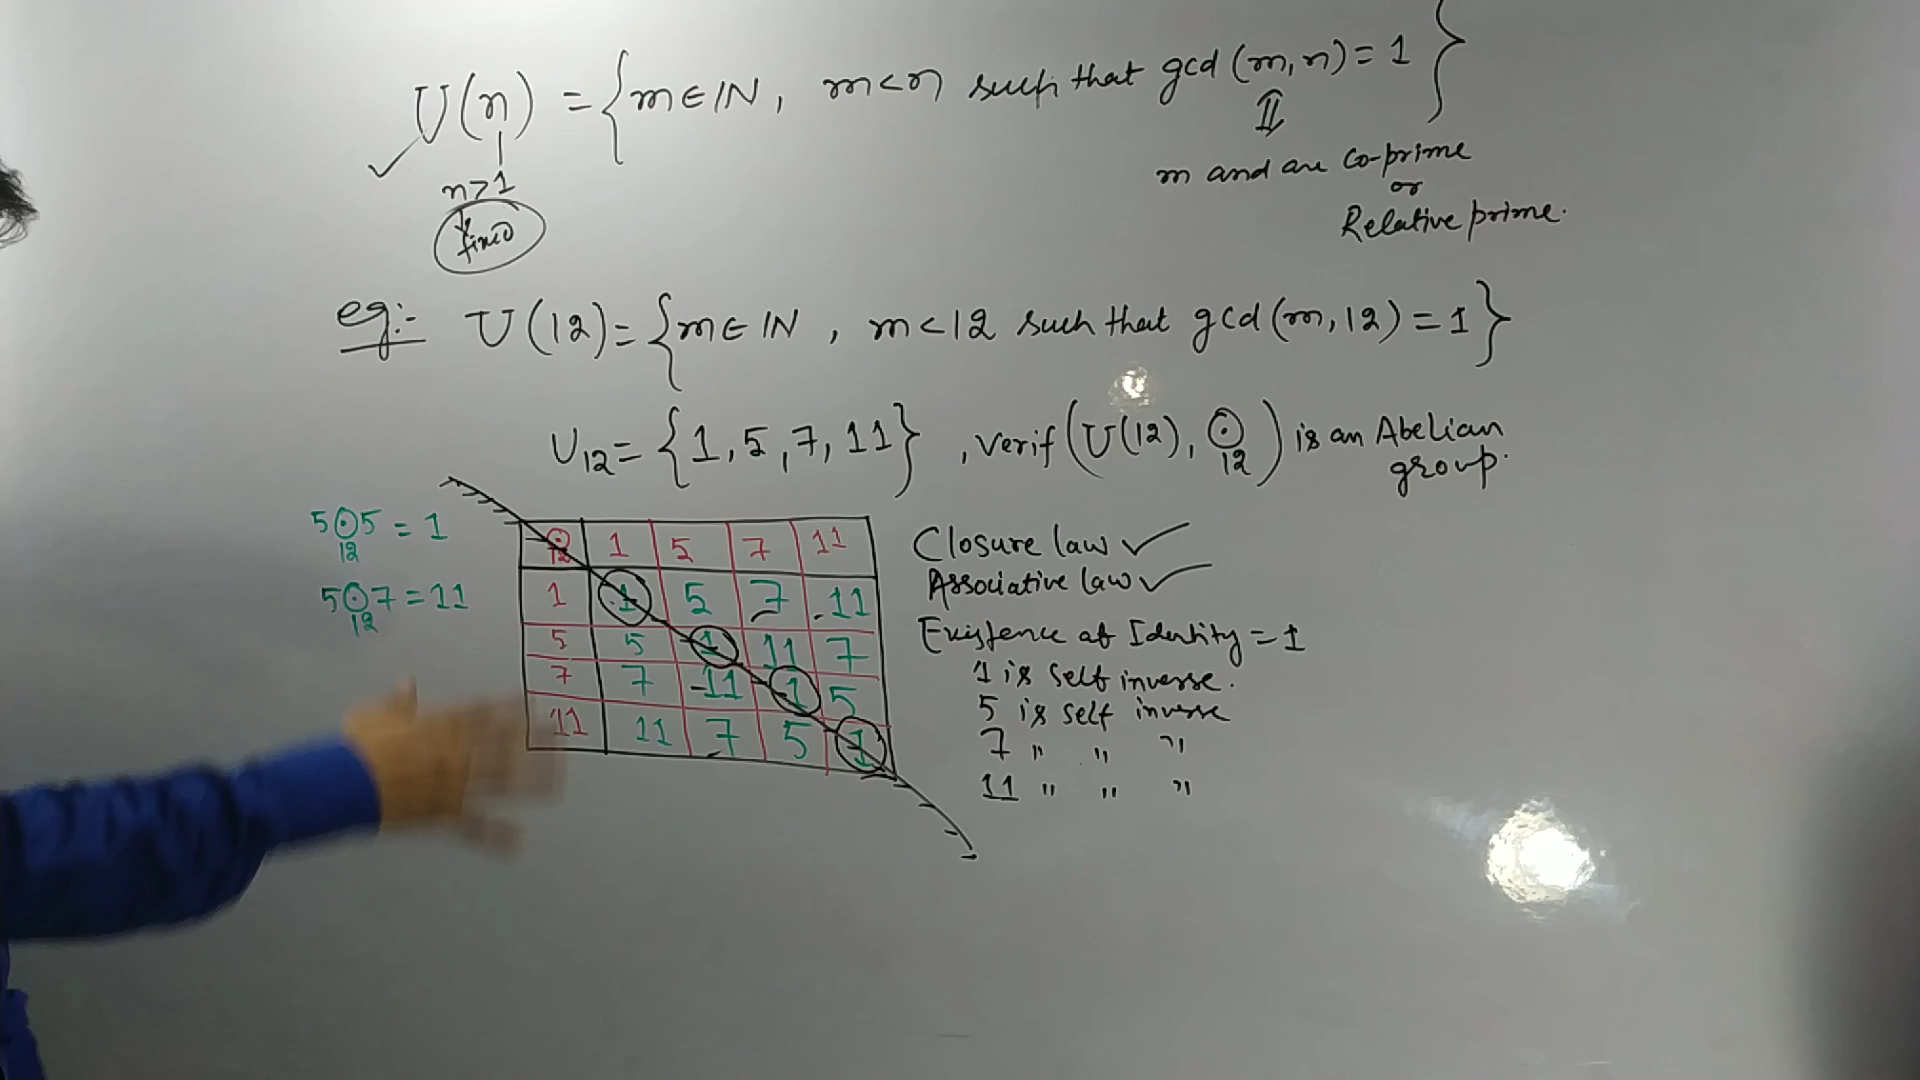 U(n) = {m∈IN, m<n such that gcd(m,n)=1}
⇕
n>1
m and are co-prime
or
fixed
Relative prime.
eg:- U(12)={m∈IN, m<12 such that gcd(m,12)=1}
U12={1,5,7,11}, verif (U(12), ⊙12) is an Abelian
group.
5⊙12 5=1
5⊙12 7=11
⊙12 1 5 7 11
1 1 5 7 11
5 5 1 11 7
7 7 11 1 5
11 11 7 5 1
Closure law ✓
Associative law ✓
Existence of Identity=1
1 is self inverse.
5 is self inverse
7 " " "
11 " " "